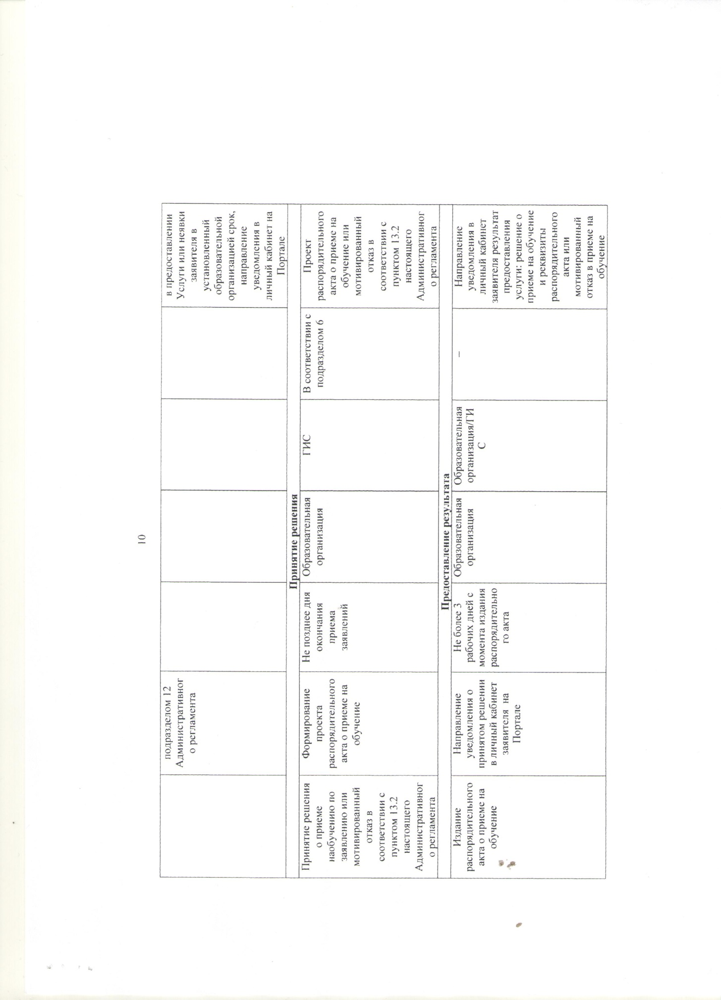 10
подразделом 12
Административног
о регламента
в предоставлении
Услуги или неявки
заявителя в
установленный
образовательной
организацией срок,
направление
уведомления в
личный кабинет на
Портале
Принятие решения
Принятие решения
о приеме
наобучению по
заявлению или
мотивированный
отказ в
соответствии с
пунктом 13.2
настоящего
Административног
о регламента
Формирование
проекта
распорядительного
акта о приеме на
обучение
Не позднее дня
окончания
приема
заявлений
Образовательная
организация
ГИС
В соответствии с
подразделом 6
Проект
распорядительного
акта о приеме на
обучение или
мотивированный
отказ в
соответствии с
пунктом 13.2
настоящего
Административног
о регламента
Предоставление результата
Издание
распорядительного
акта о приеме на
обучение
Направление
уведомления о
принятом решении
в личный кабинет
заявителя на
Портале
Не более 3
рабочих дней с
момента издания
распорядительно
го акта
Образовательная
организация
Образовательная
организация/ГИ
С
–
Направление
уведомления в
личный кабинет
заявителя результат
предоставления
услуги: решение о
приеме на обучение
и реквизиты
распорядительного
акта или
мотивированный
отказ в приеме на
обучение